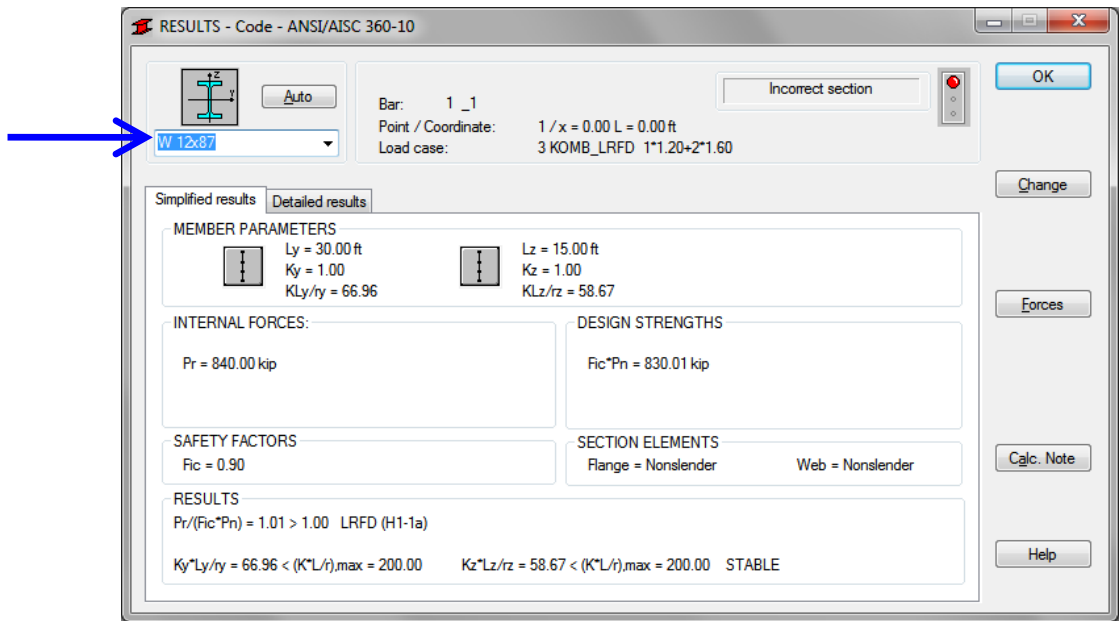 RESULTS - Code - ANSI/AISC 360-10
Z
Y
Auto
W 12x87
Bar: 1 _1
Point / Coordinate: 1 / x = 0.00 L = 0.00 ft
Load case: 3 KOMB_LRFD 1*1.20+2*1.60
Incorrect section
OK
Change
Forces
Calc. Note
Help
Simplified results Detailed results
MEMBER PARAMETERS
Ly = 30.00 ft
Ky = 1.00
KLy/ry = 66.96
Lz = 15.00 ft
Kz = 1.00
KLz/rz = 58.67
INTERNAL FORCES:
Pr = 840.00 kip
DESIGN STRENGTHS
Fic*Pn = 830.01 kip
SAFETY FACTORS
Fic = 0.90
SECTION ELEMENTS
Flange = Nonslender Web = Nonslender
RESULTS
Pr/(Fic*Pn) = 1.01 > 1.00 LRFD (H1-1a)
Ky*Ly/ry = 66.96 < (K*L/r),max = 200.00 Kz*Lz/rz = 58.67 < (K*L/r),max = 200.00 STABLE